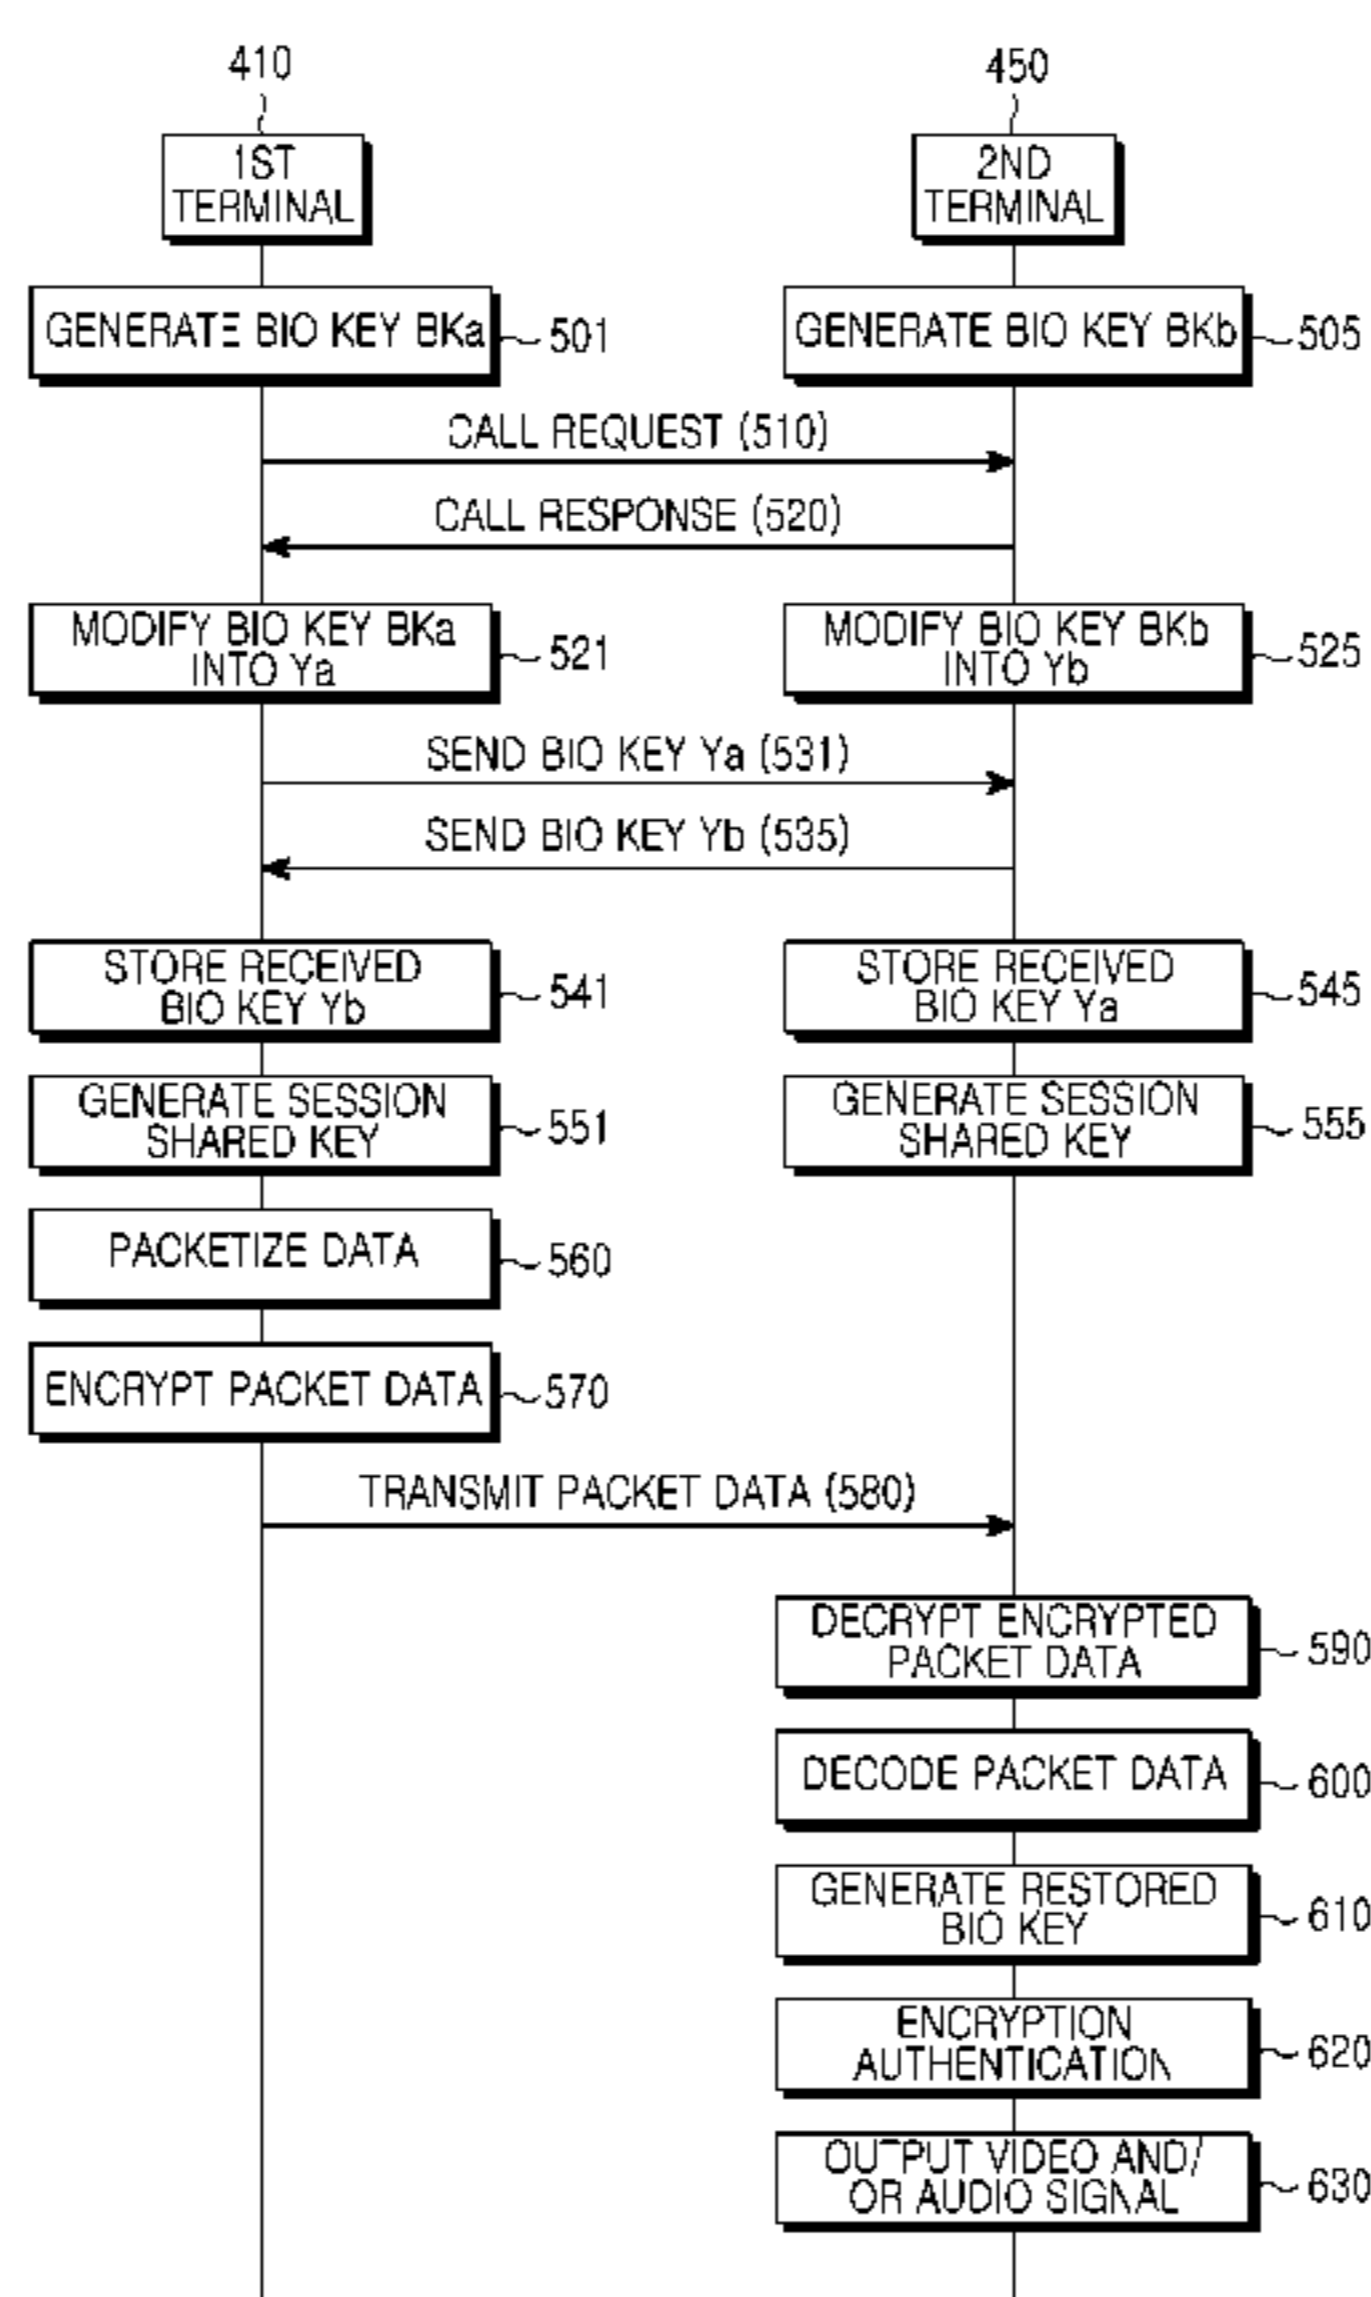 410
450
1ST
TERMINAL
2ND
TERMINAL
GENERATE BIO KEY BKa
501
GENERATE BIO KEY BKb
505
CALL REQUEST (510)
CALL RESPONSE (520)
MODIFY BIO KEY BKa
INTO Ya
521
MODIFY BIO KEY BKb
INTO Yb
525
SEND BIO KEY Ya (531)
SEND BIO KEY Yb (535)
STORE RECEIVED
BIO KEY Yb
541
STORE RECEIVED
BIO KEY Ya
545
GENERATE SESSION
SHARED KEY
551
GENERATE SESSION
SHARED KEY
555
PACKETIZE DATA
560
ENCRYPT PACKET DATA
570
TRANSMIT PACKET DATA (580)
DECRYPT ENCRYPTED
PACKET DATA
590
DECODE PACKET DATA
600
GENERATE RESTORED
BIO KEY
610
ENCRYPTION
AUTHENTICATION
620
OUTPUT VIDEO AND/
OR AUDIO SIGNAL
630